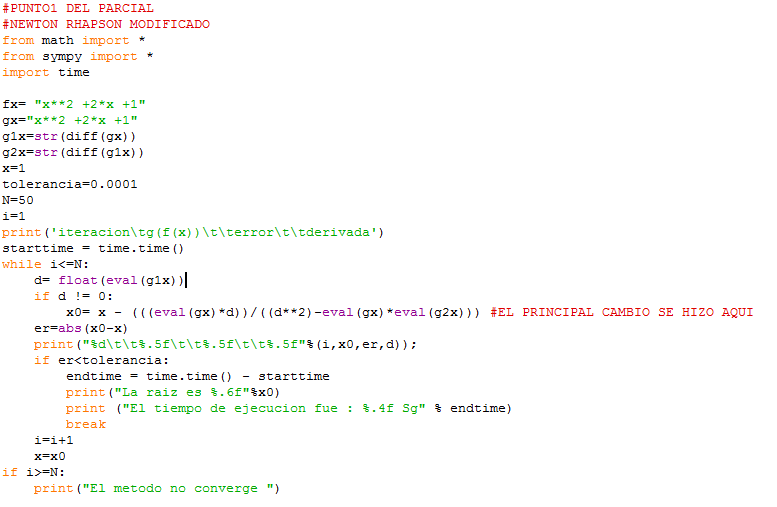 #PUNTO1 DEL PARCIAL
#NEWTON RHAPSON MODIFICADO
from math import *
from sympy import *
import time

fx= "x**2 +2*x +1"
gx="x**2 +2*x +1"
g1x=str(diff(gx))
g2x=str(diff(g1x))
x=1
tolerancia=0.0001
N=50
i=1
print('iteracion\tg(f(x))\t\terror\t\tderivada')
starttime = time.time()
while i<=N:
    d= float(eval(g1x))
    if d != 0:
        x0= x - (((eval(gx)*d))/((d**2)-eval(gx)*eval(g2x))) #EL PRINCIPAL CAMBIO SE HIZO AQUI
    er=abs(x0-x)
    print("%d\t\t%.5f\t\t%.5f\t\t%.5f"%(i,x0,er,d));
    if er<tolerancia:
        endtime = time.time() - starttime
        print("La raiz es %.6f"%x0)
        print ("El tiempo de ejecucion fue : %.4f Sg" % endtime)
        break
    i=i+1
    x=x0
if i>=N:
    print("El metodo no converge ")